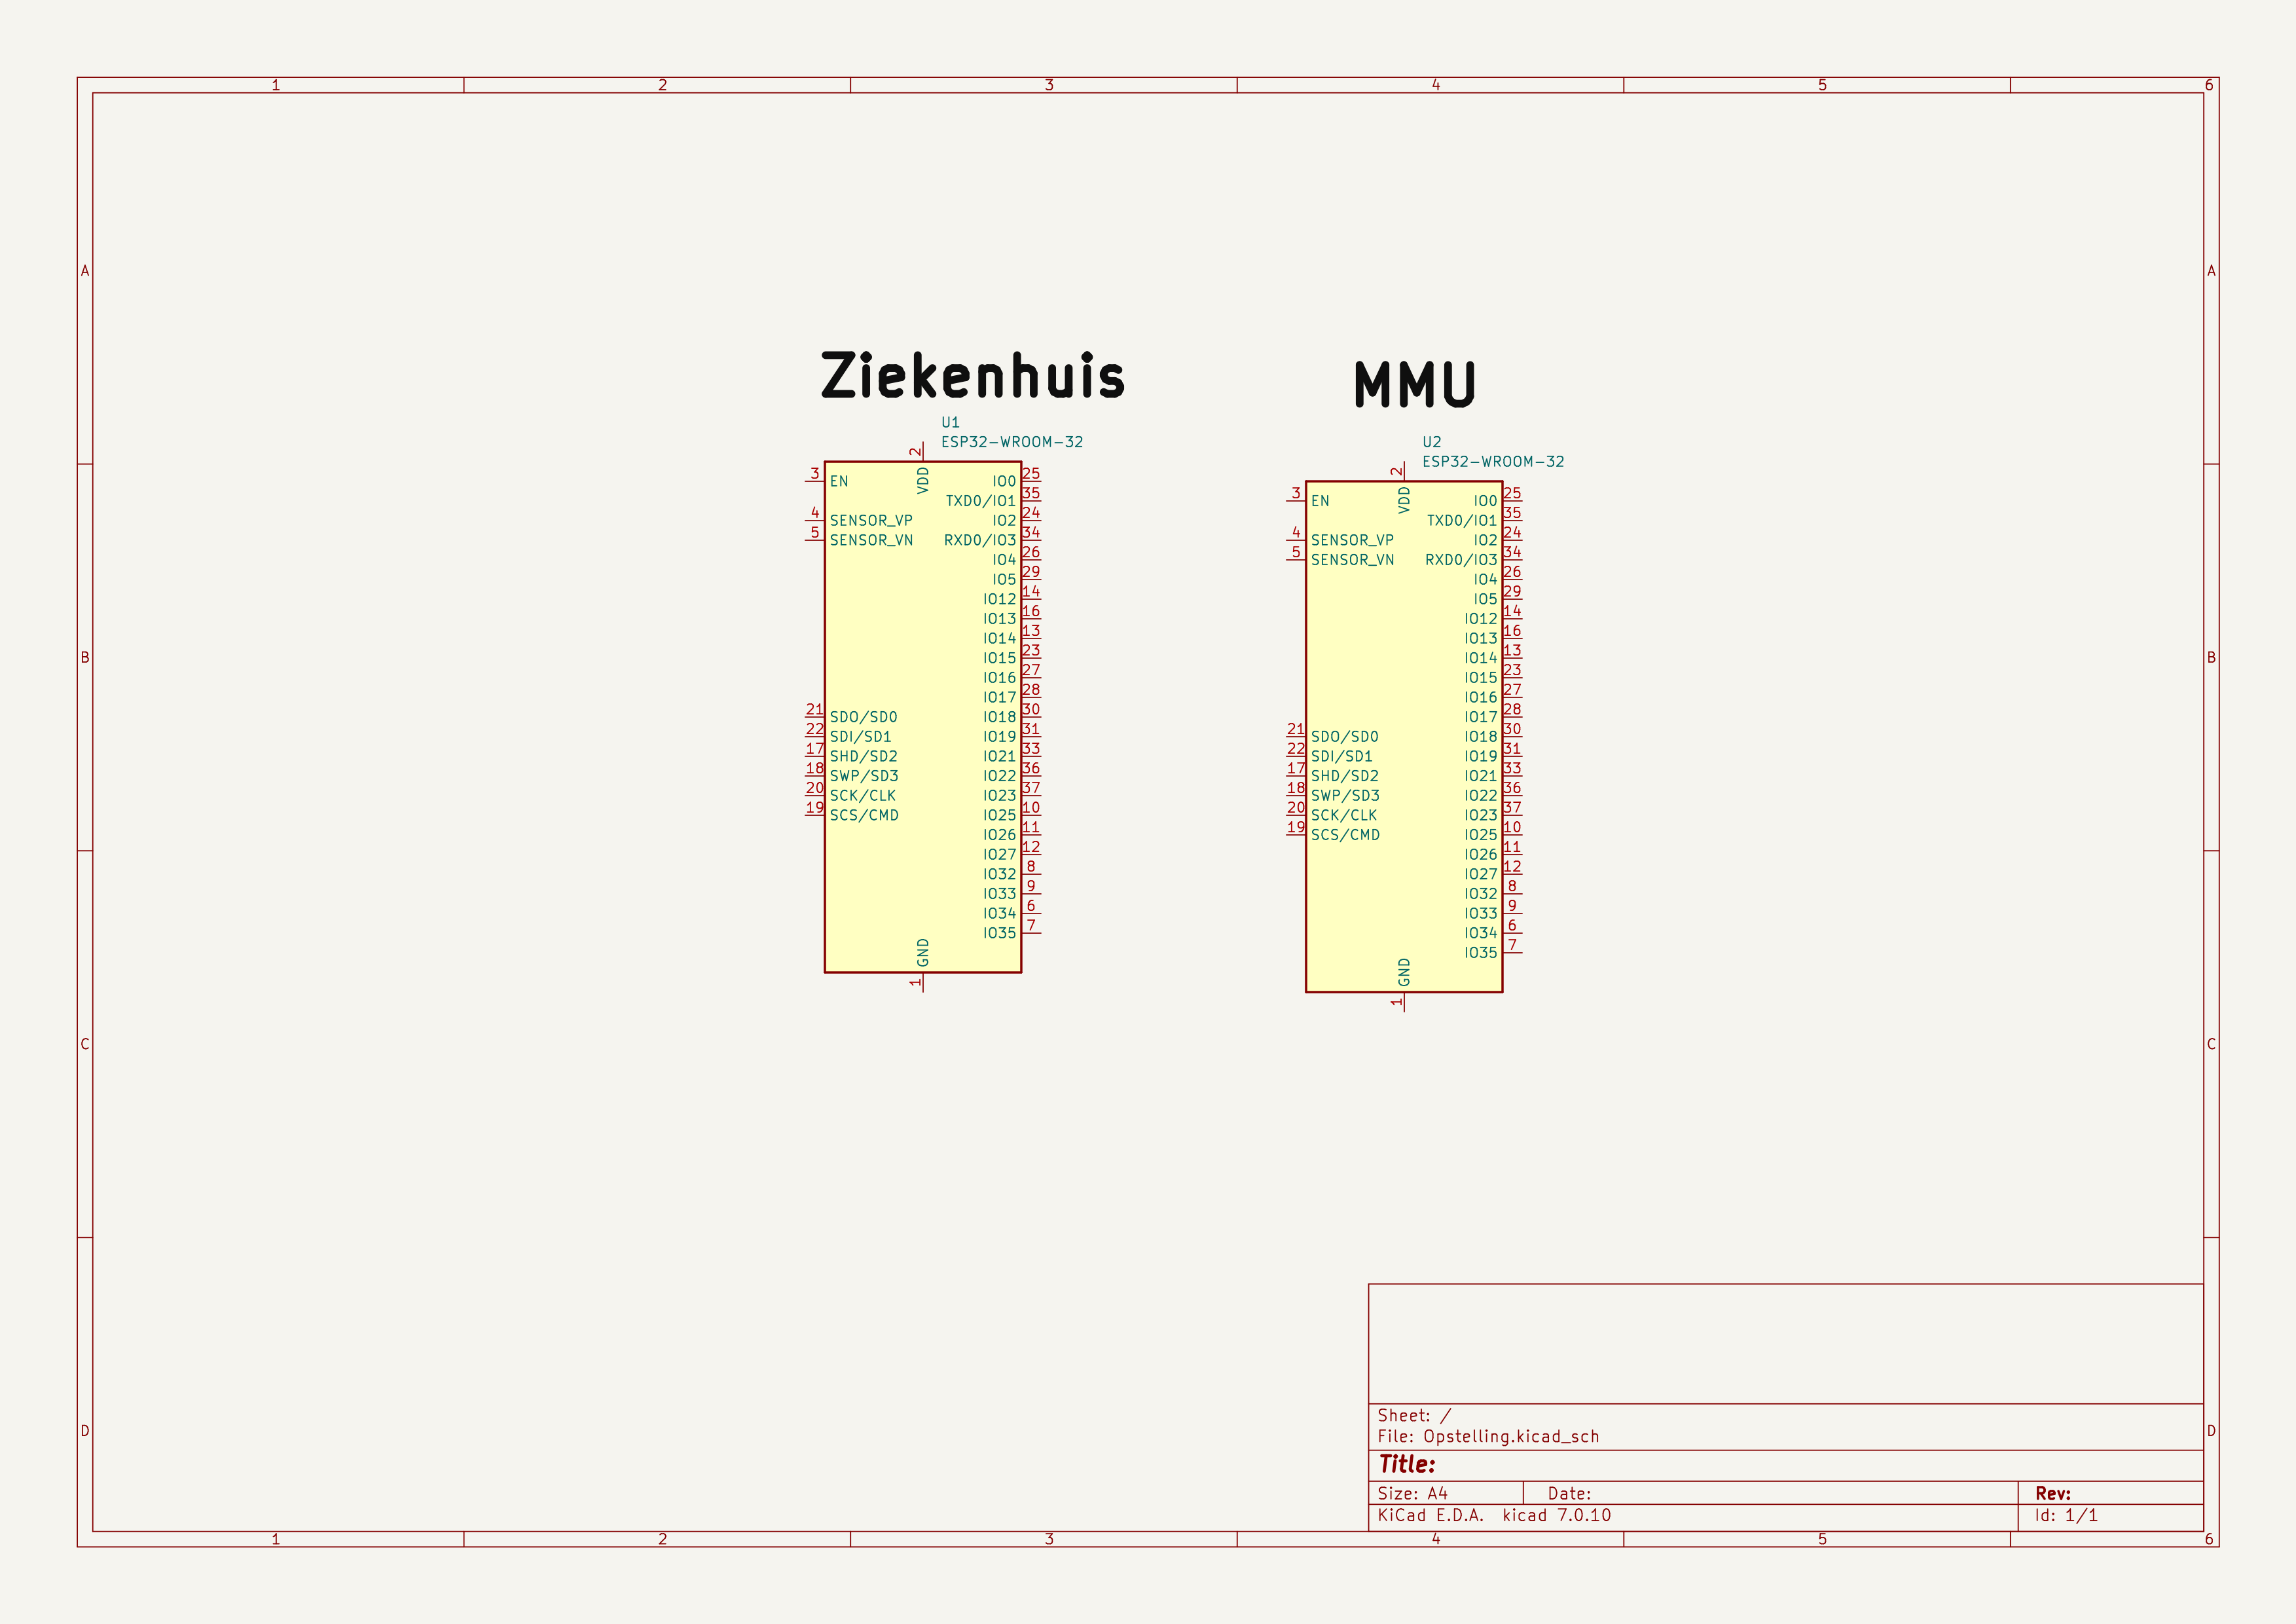 1 2 3 4 5 6
A A
Ziekenhuis
MMU
U1
ESP32-WROOM-32
2
VDD
3 EN
4 SENSOR_VP
5 SENSOR_VN
21 SDO/SD0
22 SDI/SD1
17 SHD/SD2
18 SWP/SD3
20 SCK/CLK
19 SCS/CMD
IO0 25
TXD0/IO1 35
IO2 24
RXD0/IO3 34
IO4 26
IO5 29
IO12 14
IO13 16
IO14 13
IO15 23
IO16 27
IO17 28
IO18 30
IO19 31
IO21 33
IO22 36
IO23 37
IO25 10
IO26 11
IO27 12
IO32 8
IO33 9
IO34 6
IO35 7
GND
1
U2
ESP32-WROOM-32
2
VDD
3 EN
4 SENSOR_VP
5 SENSOR_VN
21 SDO/SD0
22 SDI/SD1
17 SHD/SD2
18 SWP/SD3
20 SCK/CLK
19 SCS/CMD
IO0 25
TXD0/IO1 35
IO2 24
RXD0/IO3 34
IO4 26
IO5 29
IO12 14
IO13 16
IO14 13
IO15 23
IO16 27
IO17 28
IO18 30
IO19 31
IO21 33
IO22 36
IO23 37
IO25 10
IO26 11
IO27 12
IO32 8
IO33 9
IO34 6
IO35 7
GND
1
B B
C C
D D
Sheet: /
File: Opstelling.kicad_sch
Title:
Size: A4 Date: Rev:
KiCad E.D.A. kicad 7.0.10 Id: 1/1
1 2 3 4 5 6